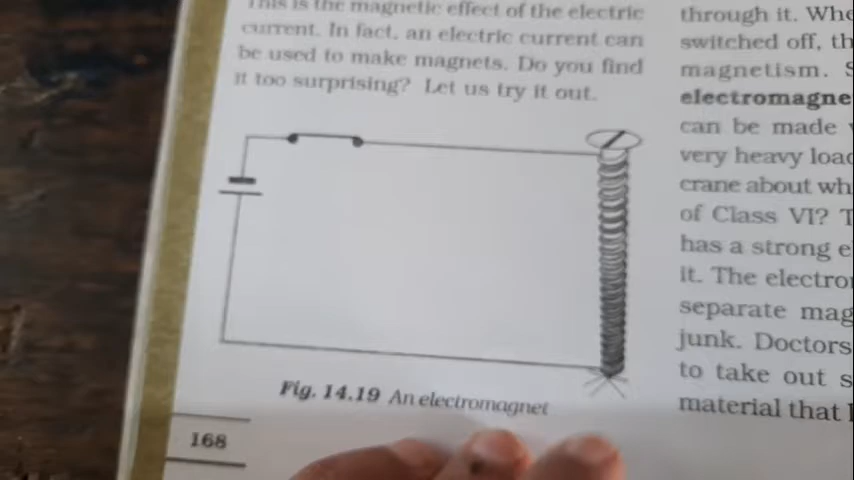 This is the magnetic effect of the electric
current. In fact, an electric current can
be used to make magnets. Do you find
it too surprising? Let us try it out.
Fig. 14.19 An electromagnet
168
through it. Whe
switched off, th
magnetism. S
electromagne
can be made
very heavy loa
crane about wh
of Class VI? T
has a strong e
it. The electro
separate mag
junk. Doctors
to take out s
material that